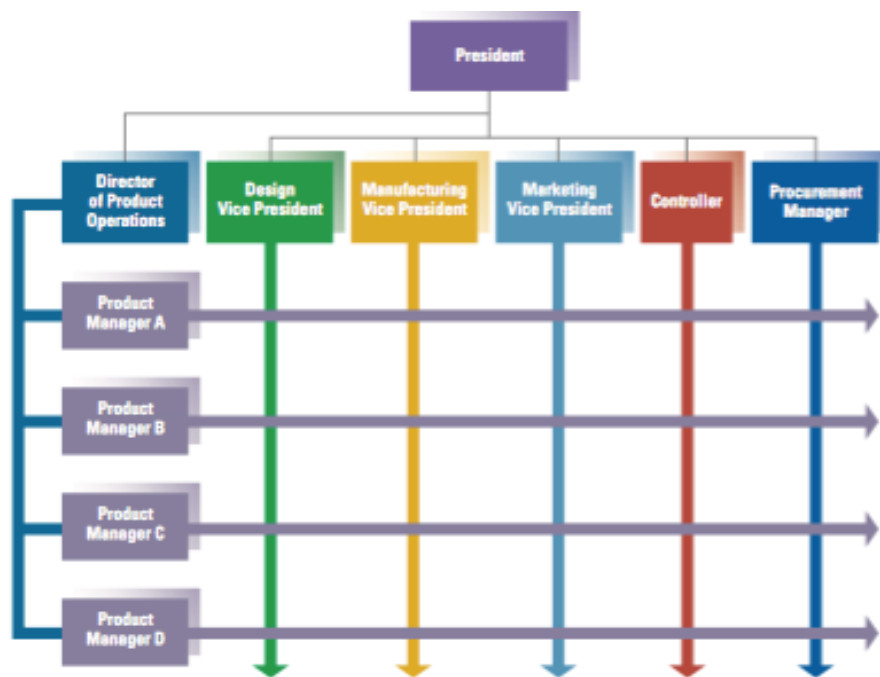 President
Director
of Product
Operations
Design
Vice President
Manufacturing
Vice President
Marketing
Vice President
Controller
Procurement
Manager
Product
Manager A
Product
Manager B
Product
Manager C
Product
Manager D